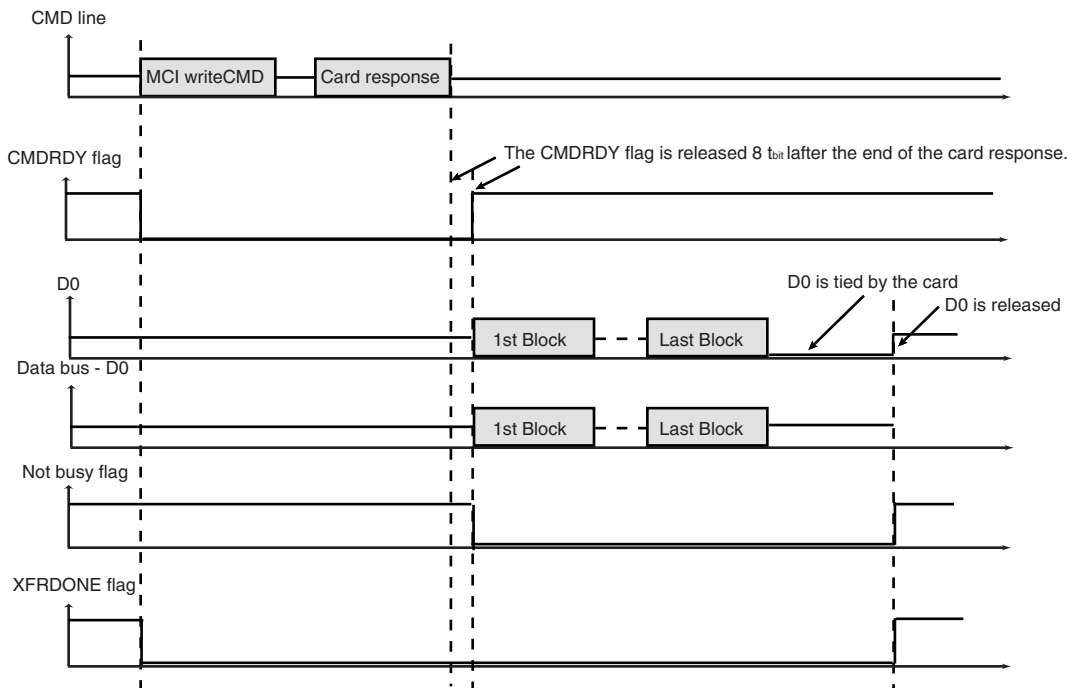 CMD line
MCI writeCMD
Card response
CMDRDY flag
The CMDRDY flag is released 8 tbit lafter the end of the card response.
D0
1st Block
Last Block
D0 is tied by the card
D0 is released
Data bus - D0
1st Block
Last Block
Not busy flag
XFRDONE flag